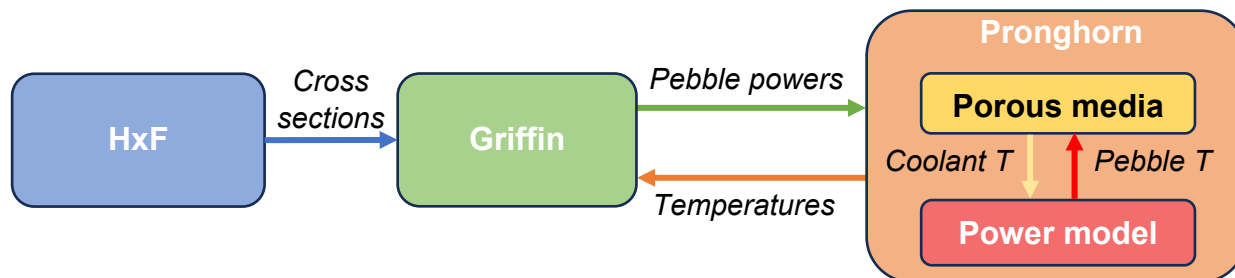 HxF
Cross
sections
Griffin
Pebble powers
Temperatures
Pronghorn
Porous media
Coolant T
Pebble T
Power model